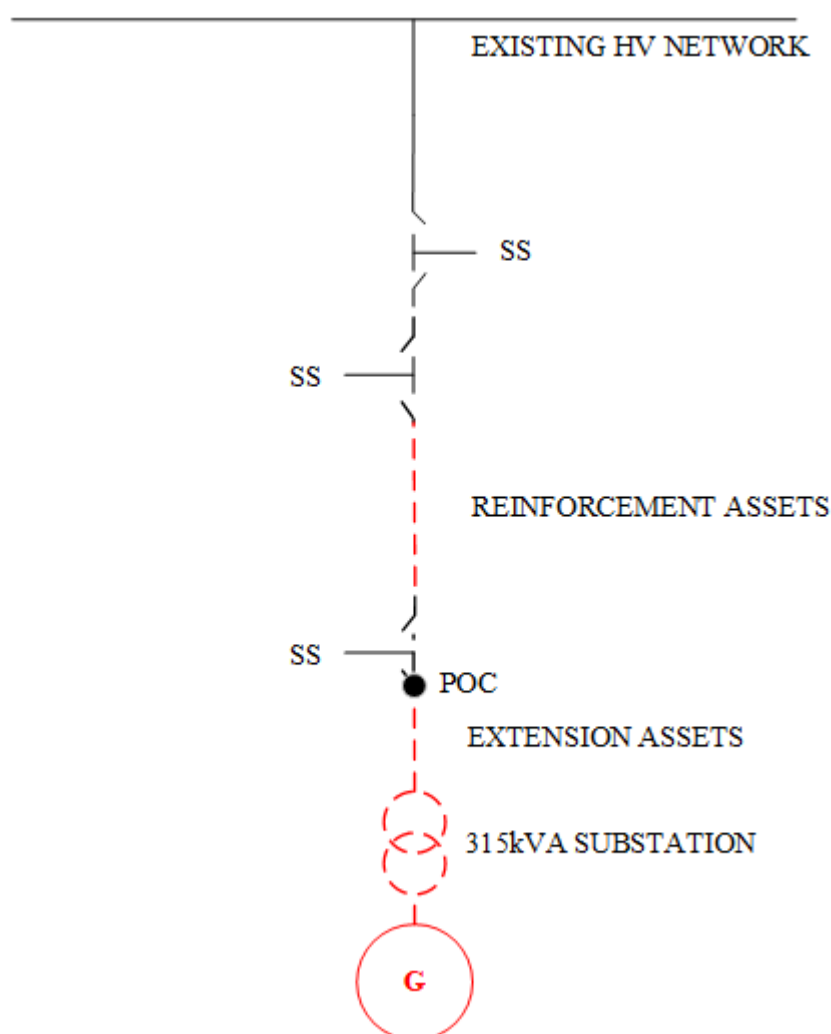 EXISTING HV NETWORK
SS
SS
REINFORCEMENT ASSETS
SS
POC
EXTENSION ASSETS
315kVA SUBSTATION
G